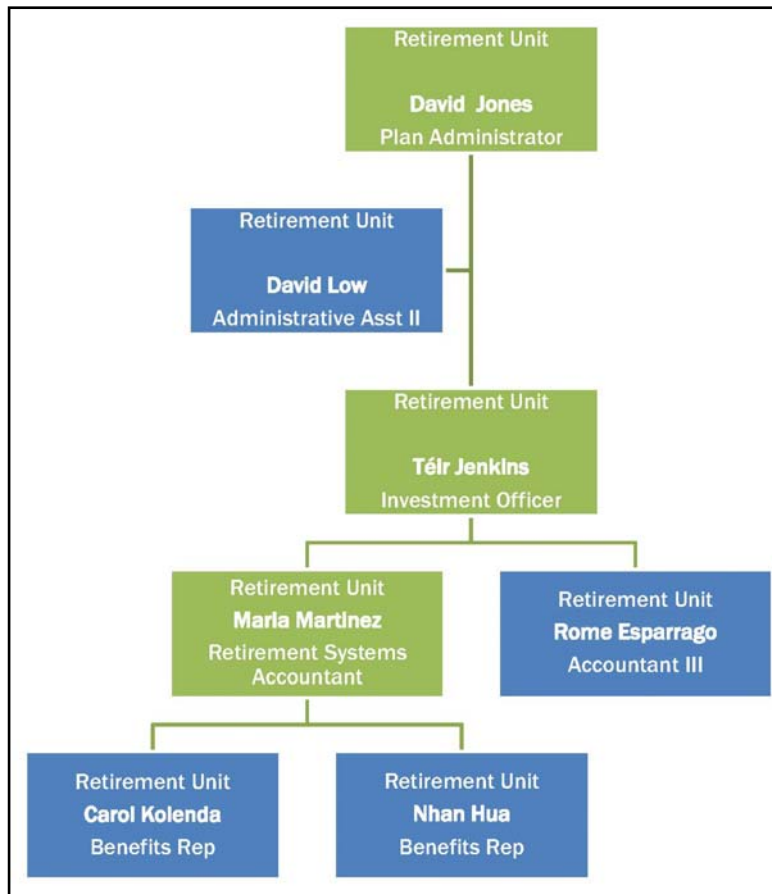 Retirement Unit
David Jones
Plan Administrator
Retirement Unit
David Low
Administrative Asst II
Retirement Unit
Téir Jenkins
Investment Officer
Retirement Unit
Maria Martinez
Retirement Systems
Accountant
Retirement Unit
Rome Esparrago
Accountant III
Retirement Unit
Carol Kolenda
Benefits Rep
Retirement Unit
Nhan Hua
Benefits Rep